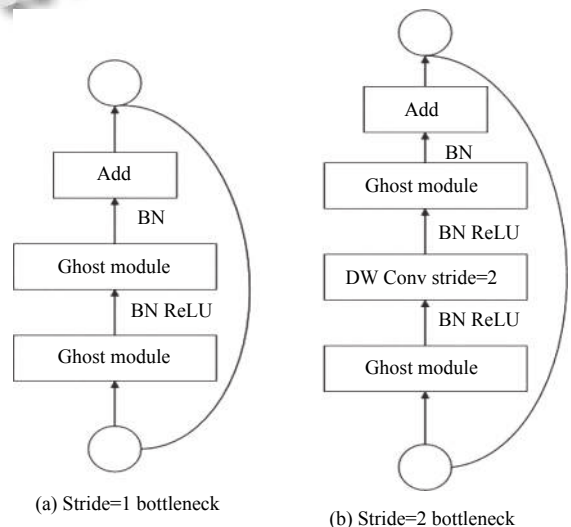 Add
BN
Ghost module
BN ReLU
Ghost module
(a) Stride=1 bottleneck
Add
BN
Ghost module
BN ReLU
DW Conv stride=2
BN ReLU
Ghost module
(b) Stride=2 bottleneck